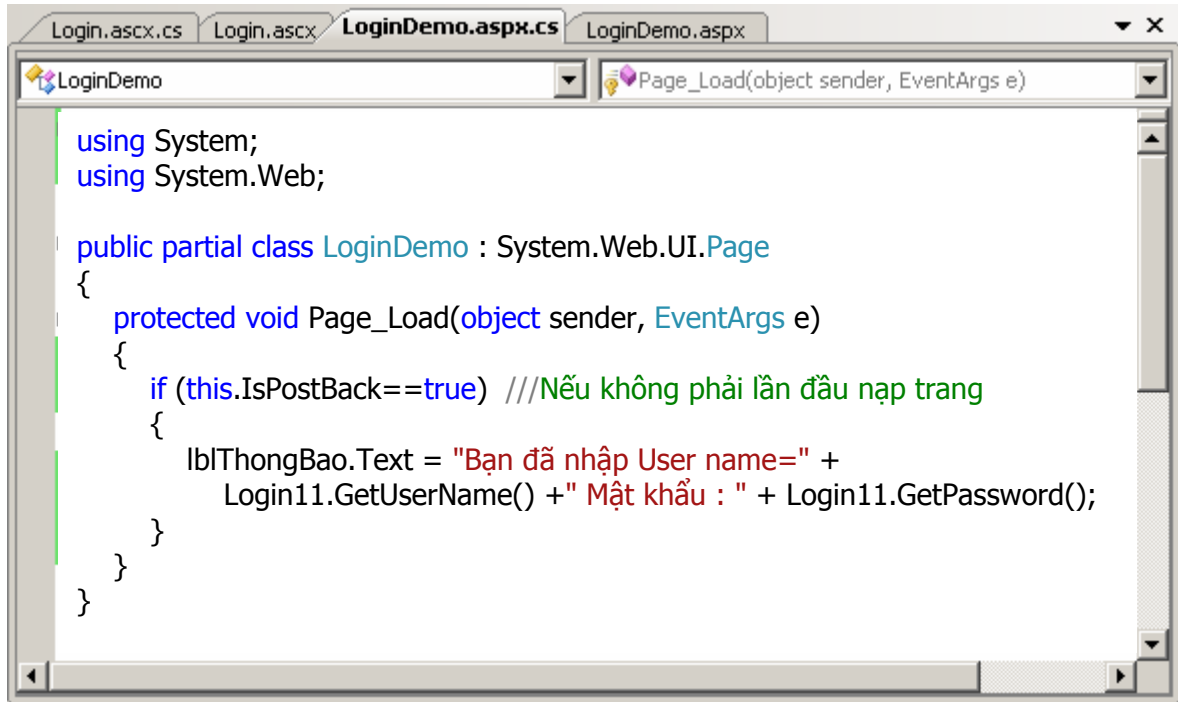 Login.ascx.cs Login.ascx LoginDemo.aspx.cs LoginDemo.aspx
LoginDemo Page_Load(object sender, EventArgs e)
using System;
using System.Web;
public partial class LoginDemo : System.Web.UI.Page
{
protected void Page_Load(object sender, EventArgs e)
{
if (this.IsPostBack==true) ///Nếu không phải lần đầu nạp trang
{
lblThongBao.Text = "Bạn đã nhập User name=" +
Login11.GetUserName() +" Mật khẩu : " + Login11.GetPassword();
}
}
}